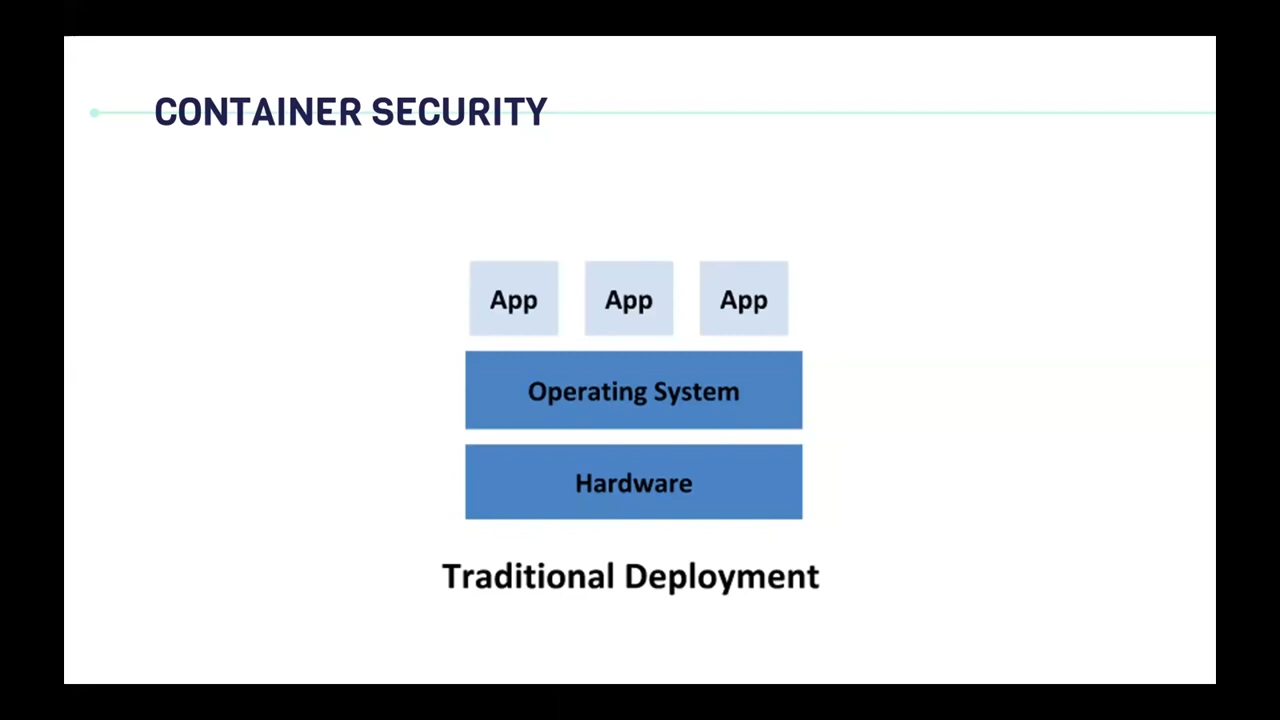 CONTAINER SECURITY
App App App
Operating System
Hardware
Traditional Deployment